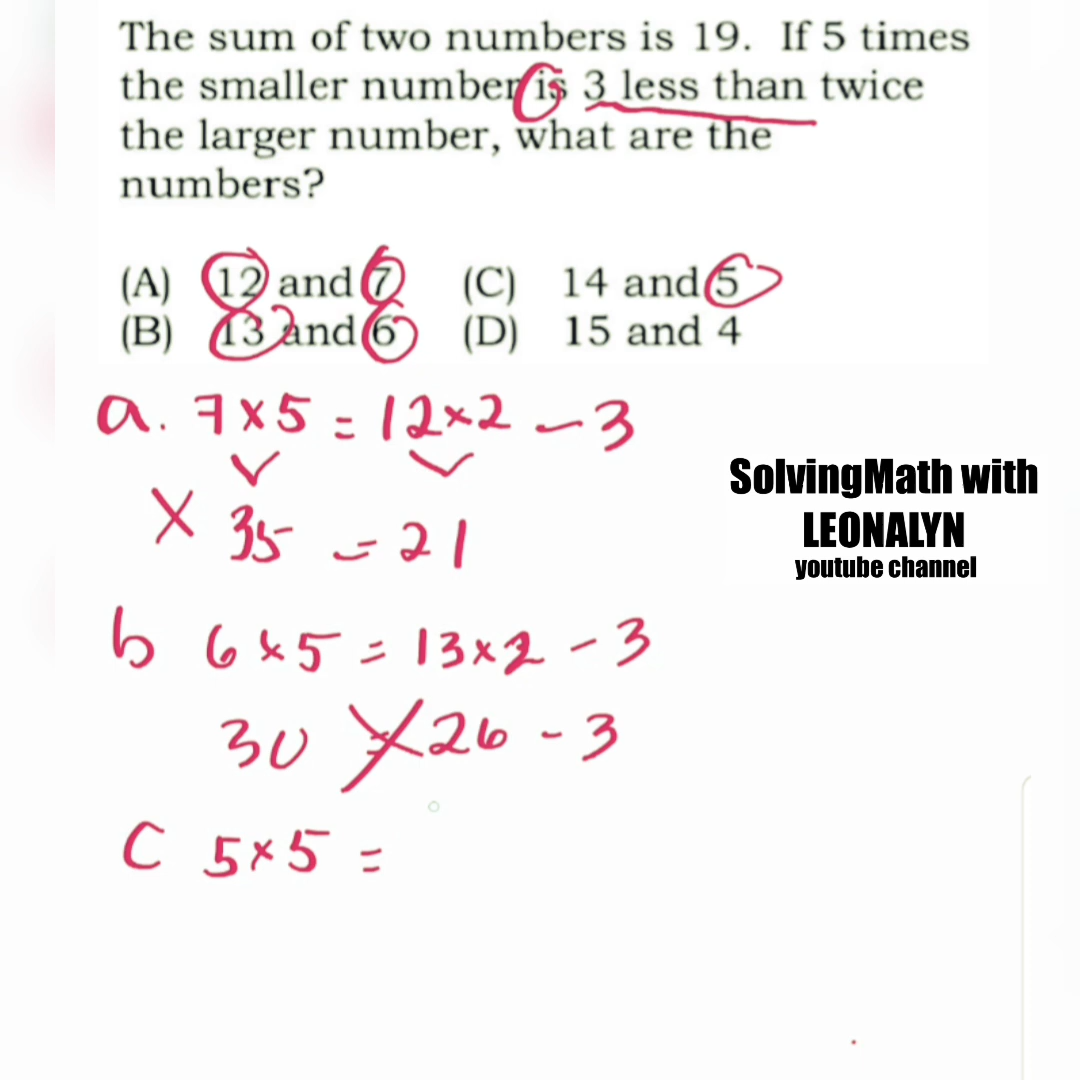 The sum of two numbers is 19. If 5 times
the smaller number is 3 less than twice
the larger number, what are the
numbers?
(A) 12 and 7 (C) 14 and 5
(B) 13 and 6 (D) 15 and 4
a. 7 x 5 = 12 x 2 - 3
x 35 = 21
SolvingMath with
LEONALYN
youtube channel
b 6 x 5 = 13 x 2 - 3
30 = 26 - 3
C 5 x 5 =